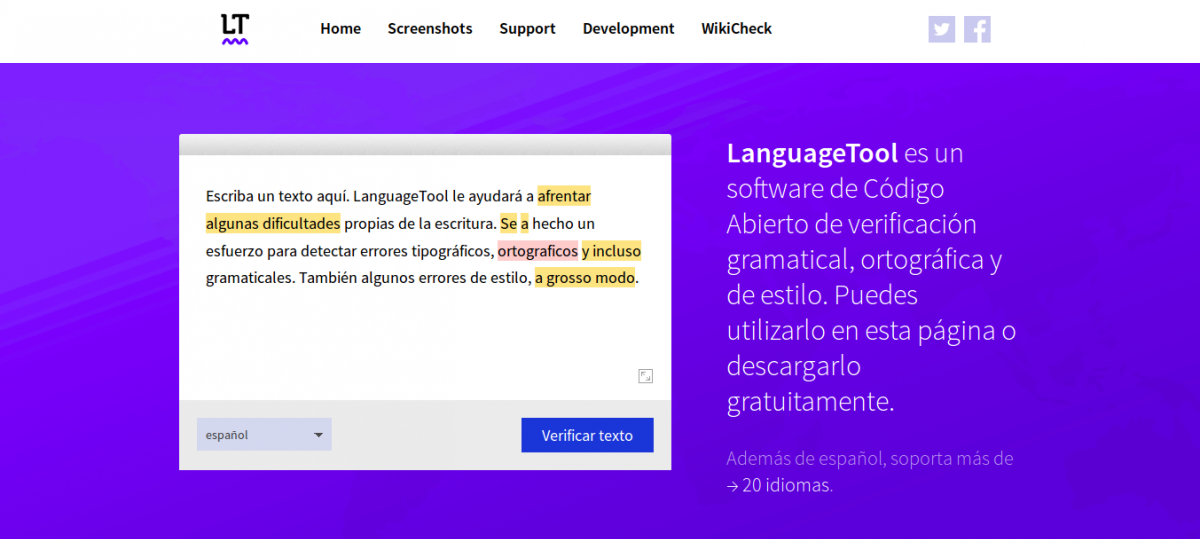 LT
Home Screenshots Support Development WikiCheck
Escriba un texto aquí. LanguageTool le ayudará a afrentar
algunas dificultades propias de la escritura. Se a hecho un
esfuerzo para detectar errores tipográficos, ortograficos y incluso
gramaticales. También algunos errores de estilo, a grosso modo.
español
Verificar texto
LanguageTool es un
software de Código
Abierto de verificación
gramatical, ortográfica y
de estilo. Puedes
utilizarlo en esta página o
descargarlo
gratuitamente.
Además de español, soporta más de
→ 20 idiomas.